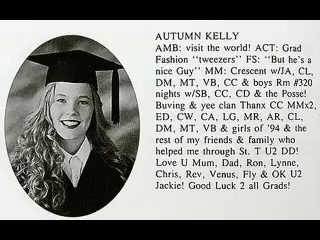 AUTUMN KELLY
AMB: visit the world! ACT: Grad
Fashion "tweezers" FS: "But he's a
nice Guy" MM: Crescent w/JA, CL,
DM, MT, VB, CC & boys Rm #320
nights w/SB, CC, CD & the Posse!
Buving & yee clan Thanx CC MMx2,
ED, CW, CA, LG, MR, AR, CL,
DM, MT, VB & girls of '94 & the
rest of my friends & family who
helped me through St. T U2 DD!
Love U Mum, Dad, Ron, Lynne,
Chris, Rev, Venus, Fly & OK U2
Jackie! Good Luck 2 all Grads!